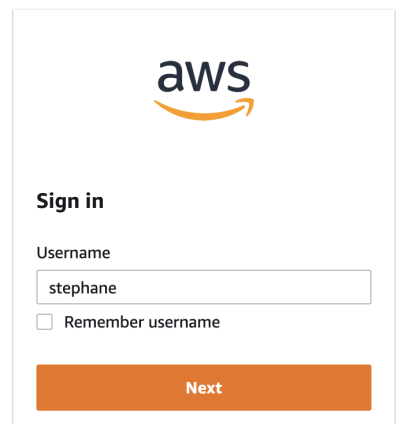 aws
Sign in
Username
stephane
Remember username
Next